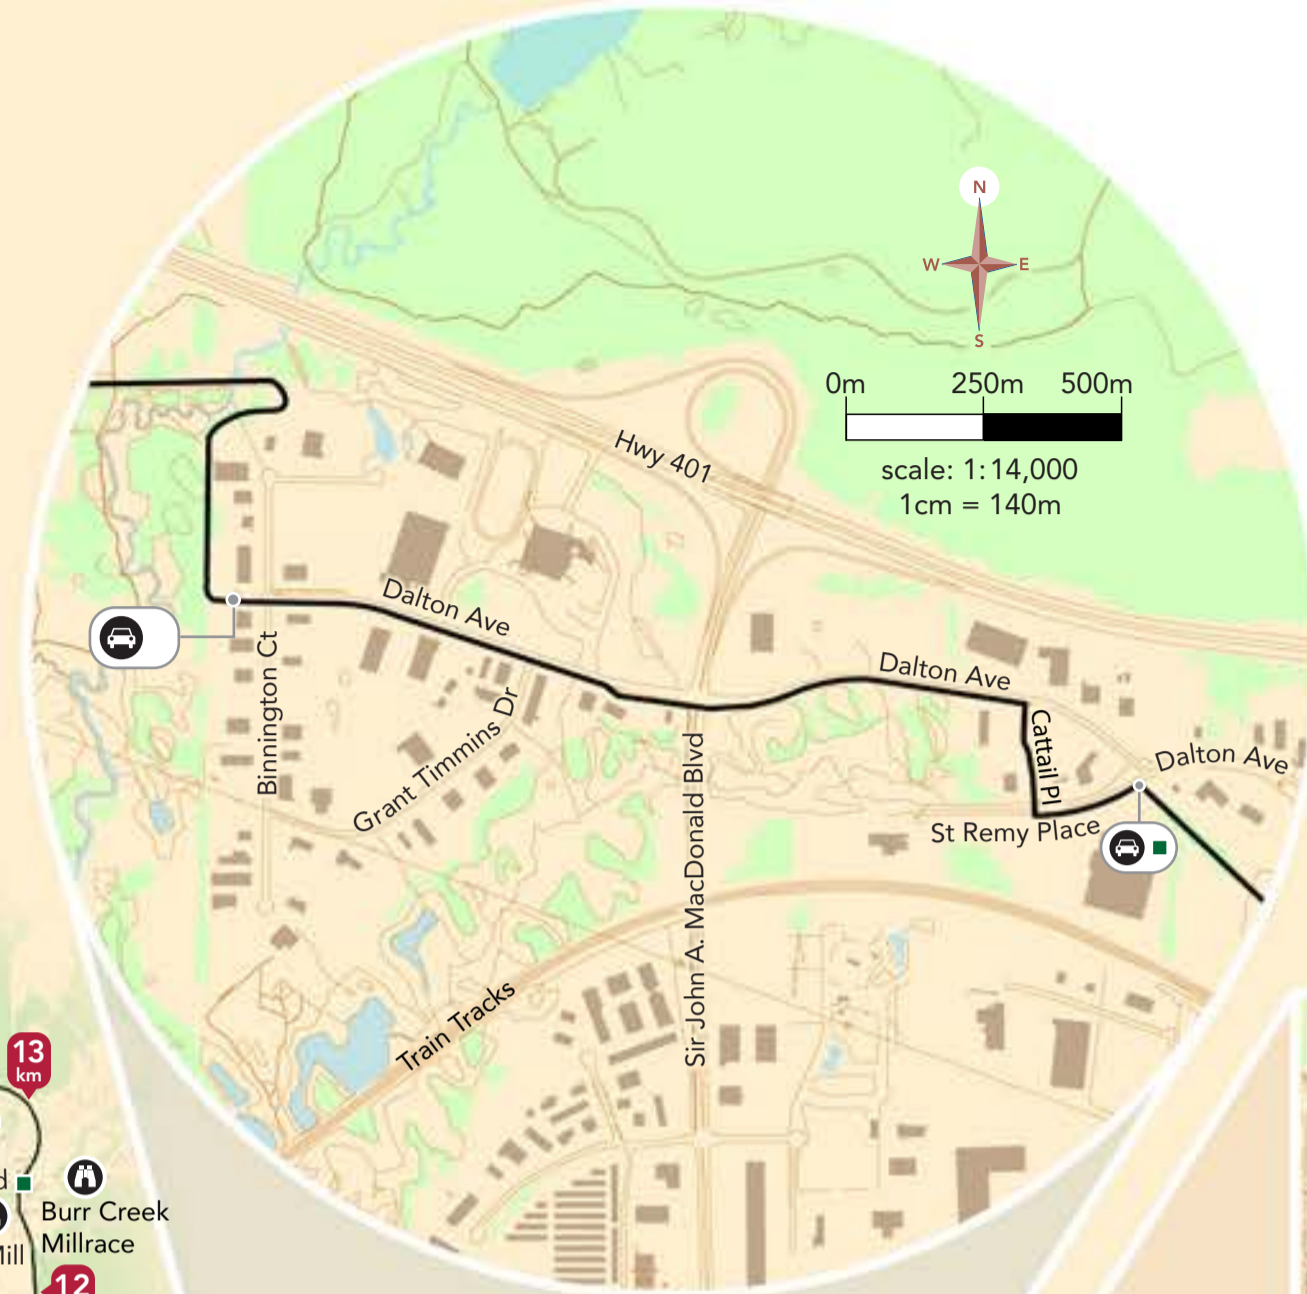 N
W E
S
0m 250m 500m
scale: 1:14,000
1cm = 140m
Hwy 401
Dalton Ave
Dalton Ave
Dalton Ave
Binnington Ct
Grant Timmins Dr
Cattail Pl
St Remy Place
Sir John A. MacDonald Blvd
Train Tracks
13
km
d
Burr Creek
Millrace
Mill
12